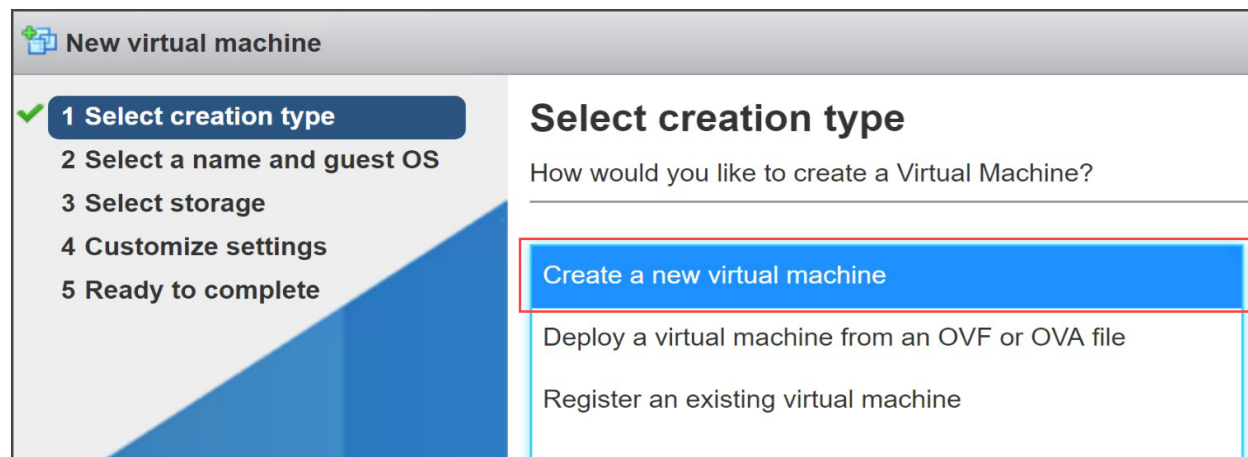 New virtual machine
1 Select creation type
2 Select a name and guest OS
3 Select storage
4 Customize settings
5 Ready to complete
Select creation type
How would you like to create a Virtual Machine?
Create a new virtual machine
Deploy a virtual machine from an OVF or OVA file
Register an existing virtual machine